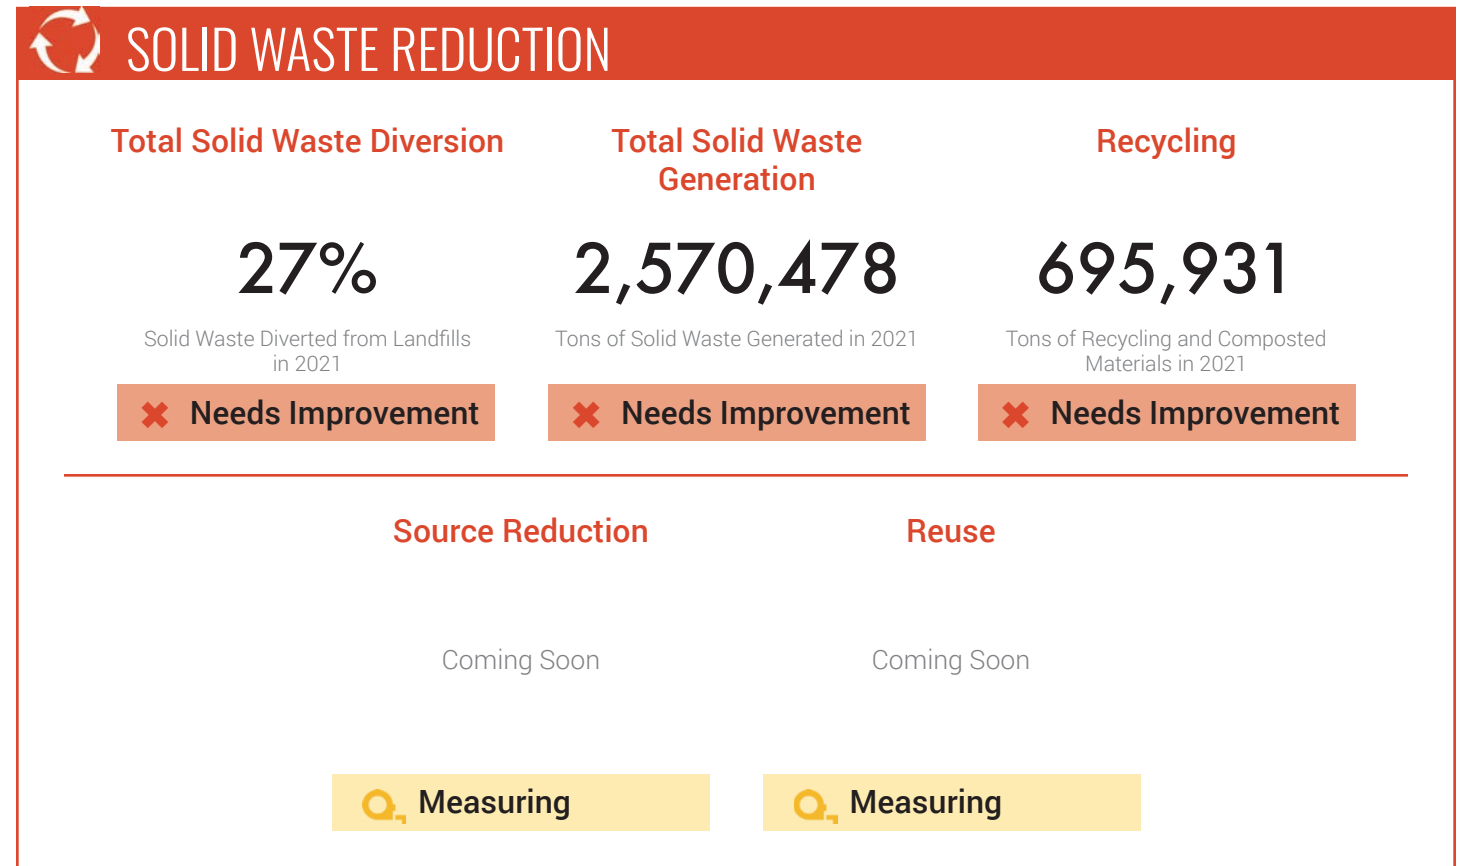 SOLID WASTE REDUCTION
Total Solid Waste Diversion
27%
Solid Waste Diverted from Landfills
in 2021
Needs Improvement
Total Solid Waste
Generation
2,570,478
Tons of Solid Waste Generated in 2021
Needs Improvement
Recycling
695,931
Tons of Recycling and Composted
Materials in 2021
Needs Improvement
Source Reduction
Coming Soon
Measuring
Reuse
Coming Soon
Measuring